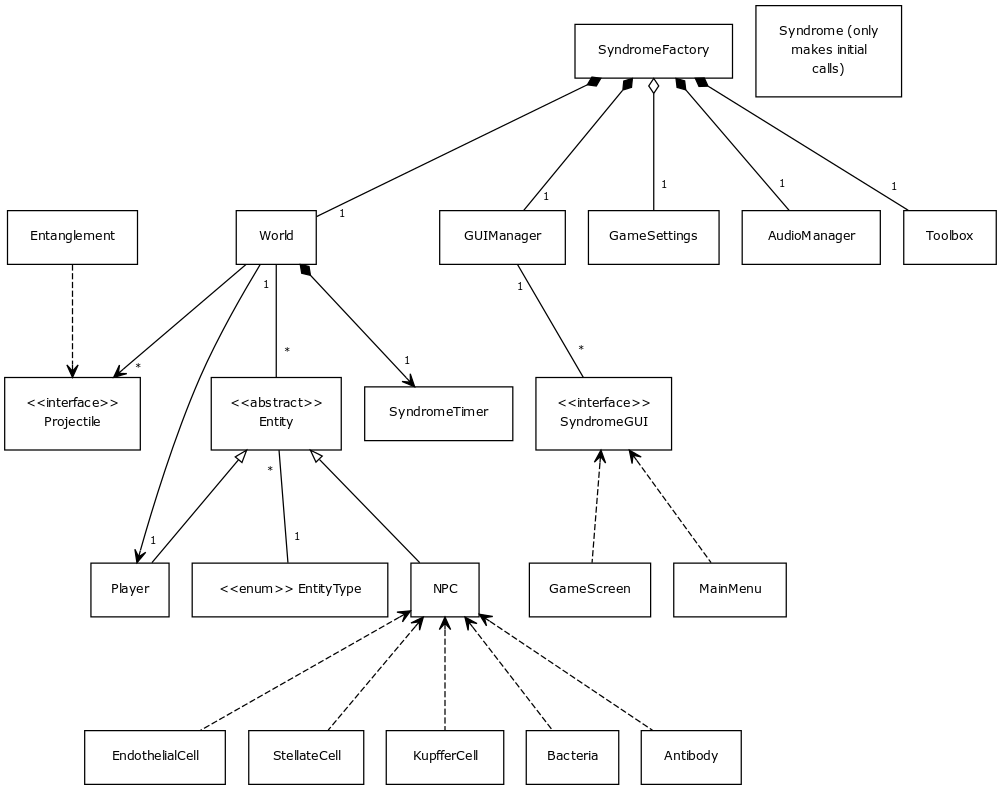 SyndromeFactory
Syndrome (only
makes initial
calls)
1
1
1
1
1
Entanglement
World
GUIManager
GameSettings
AudioManager
Toolbox
1
1
*
*
1
*
<<interface>>
Projectile
<<abstract>>
Entity
SyndromeTimer
<<interface>>
SyndromeGUI
*
1
1
Player
<<enum>> EntityType
NPC
GameScreen
MainMenu
EndothelialCell
StellateCell
KupfferCell
Bacteria
Antibody